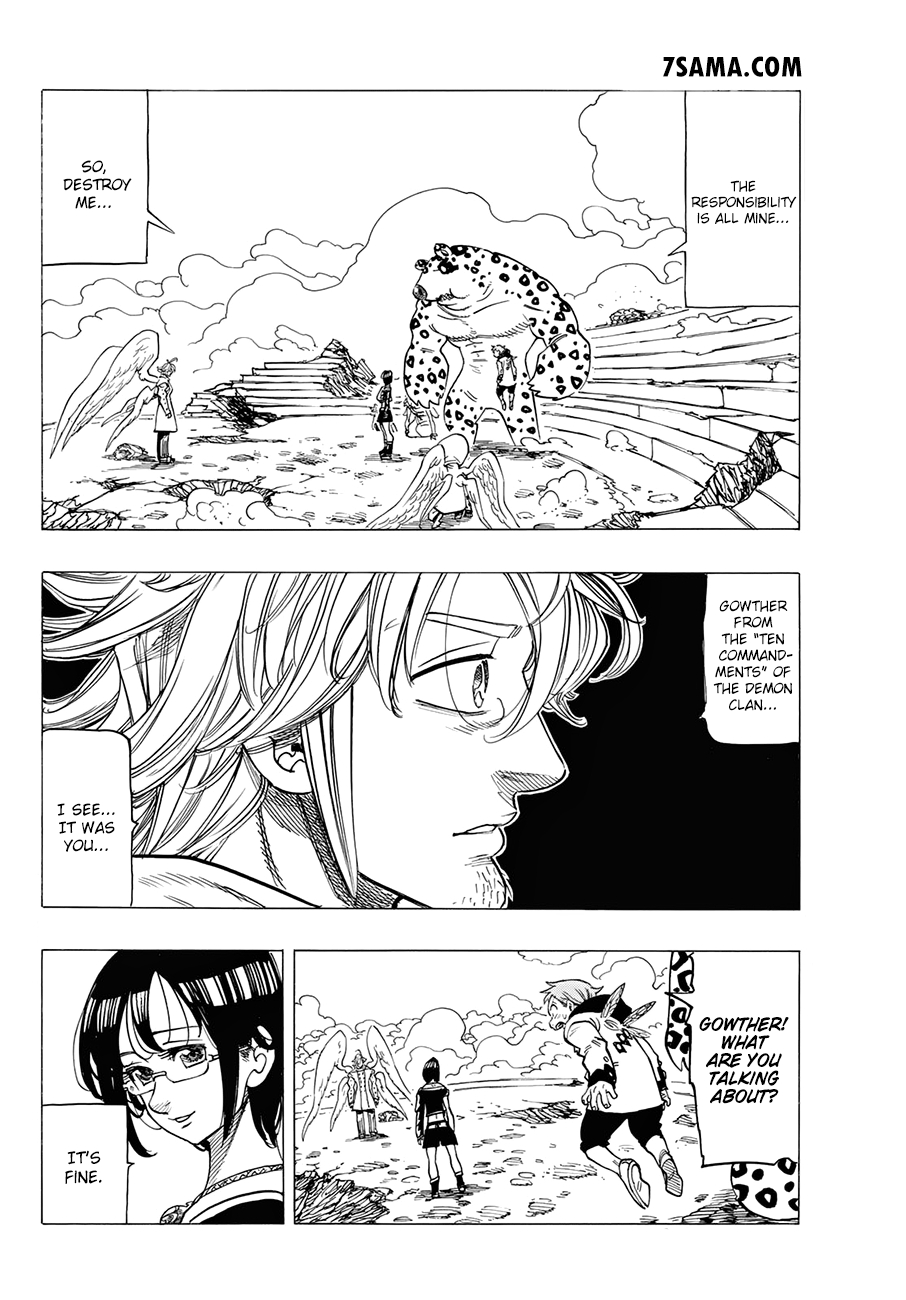 7SAMA.COM
THE
RESPONSIBILITY
IS ALL MINE...
SO,
DESTROY
ME...
GOWTHER
FROM
THE "TEN
COMMAND-
MENTS" OF
THE DEMON
CLAN...
I SEE...
IT WAS
YOU...
GOWTHER!
WHAT
ARE YOU
TALKING
ABOUT?
IT'S
FINE.